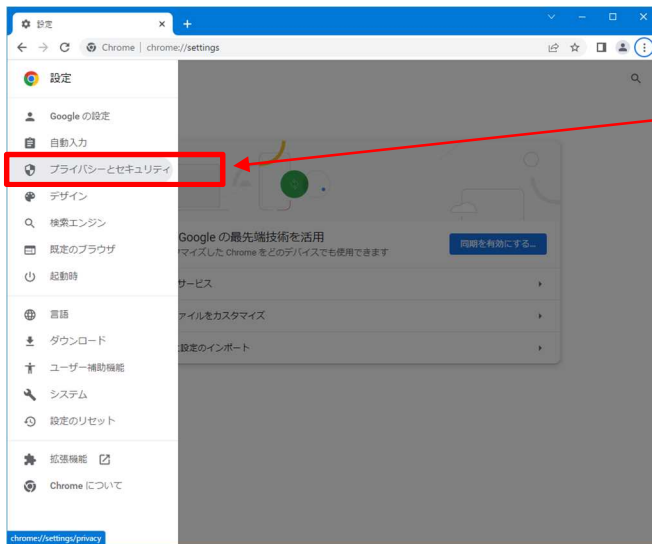 設定
Chrome | chrome://settings
設定
Google の設定
自動入力
プライバシーとセキュリティ
デザイン
検索エンジン
既定のブラウザ
起動時
言語
ダウンロード
ユーザー補助機能
システム
設定のリセット
拡張機能
Chrome について
Google の最先端技術を活用
マイズした Chrome をどのデバイスでも使用できます
同期を有効にする...
サービス
ァイルをカスタマイズ
設定のインポート
chrome://settings/privacy